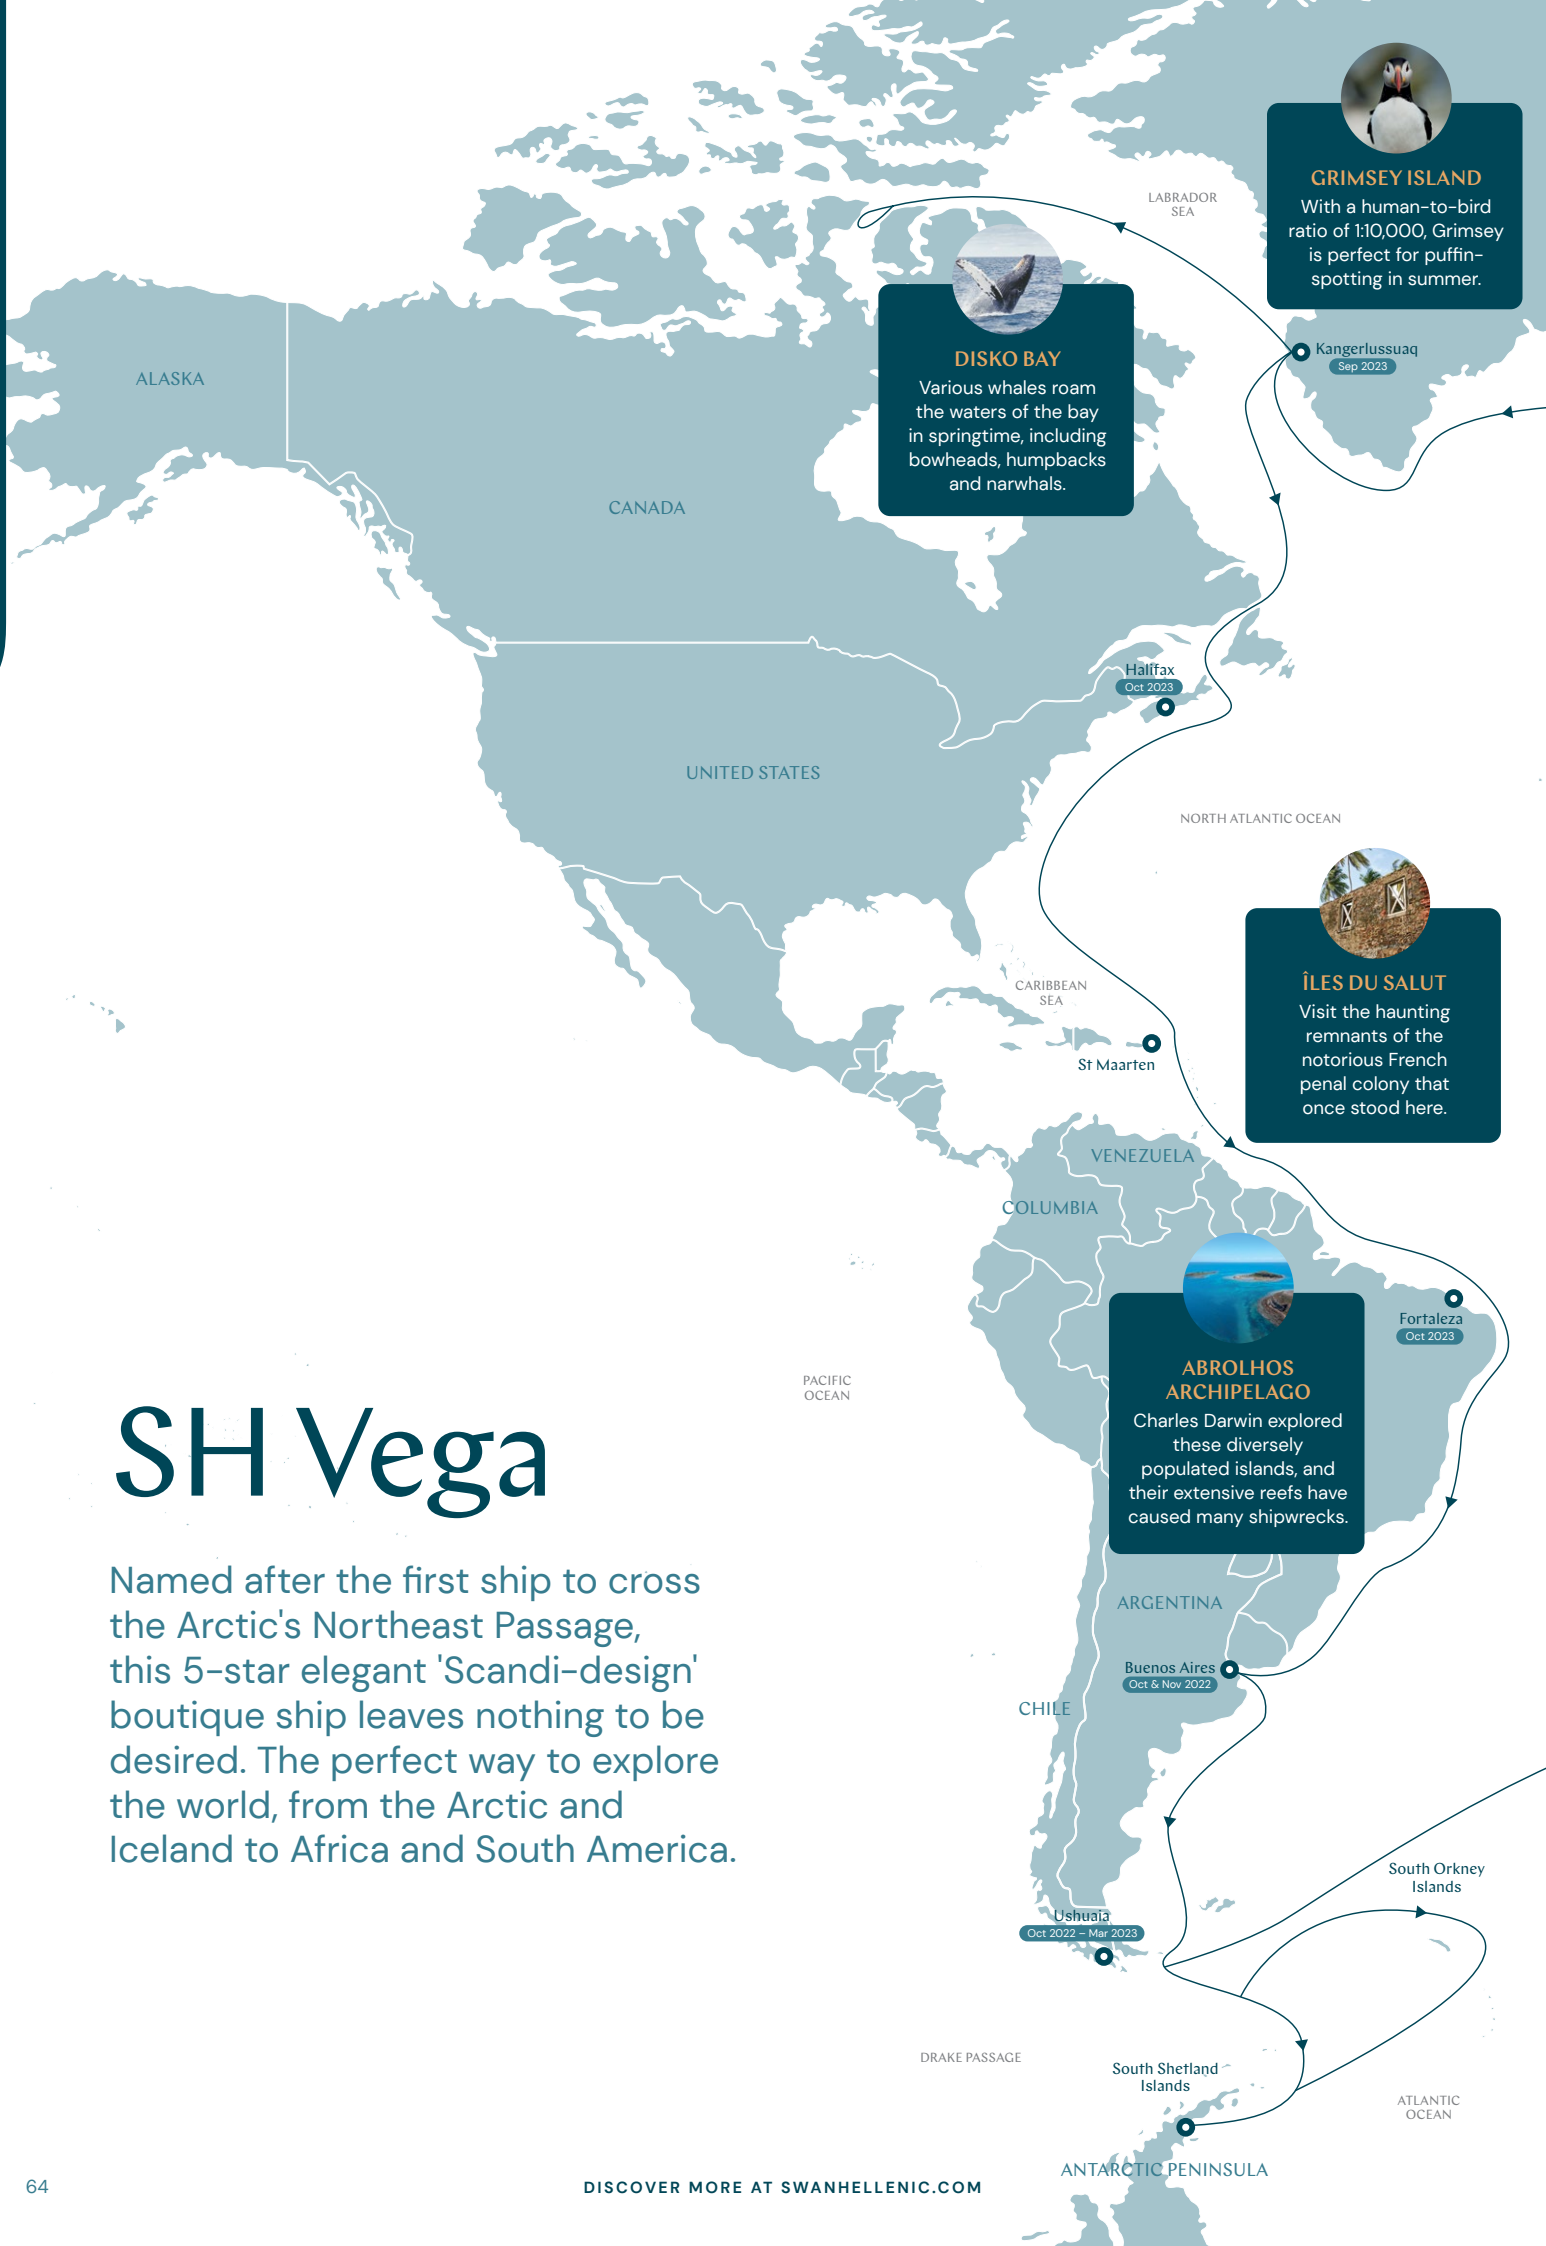 LABRADOR
SEA
GRIMSEY ISLAND
With a human-to-bird
ratio of 1:10,000, Grimsey
is perfect for puffin-
spotting in summer.
Kangerlussuaq
Sep 2023
DISKO BAY
Various whales roam
the waters of the bay
in springtime, including
bowheads, humpbacks
and narwhals.
ALASKA
CANADA
Halifax
Oct 2023
UNITED STATES
NORTH ATLANTIC OCEAN
CARIBBEAN
SEA
St Maarten
ÎLES DU SALUT
Visit the haunting
remnants of the
notorious French
penal colony that
once stood here.
VENEZUELA
COLUMBIA
Fortaleza
Oct 2023
ABROLHOS
ARCHIPELAGO
Charles Darwin explored
these diversely
populated islands, and
their extensive reefs have
caused many shipwrecks.
PACIFIC
OCEAN
SH Vega
Named after the first ship to cross
the Arctic's Northeast Passage,
this 5-star elegant 'Scandi-design'
boutique ship leaves nothing to be
desired. The perfect way to explore
the world, from the Arctic and
Iceland to Africa and South America.
ARGENTINA
Buenos Aires
Oct & Nov 2022
CHILE
South Orkney
Islands
Ushuaia
Oct 2022 – Mar 2023
DRAKE PASSAGE
South Shetland
Islands
ATLANTIC
OCEAN
ANTARCTIC PENINSULA
64
DISCOVER MORE AT SWANHELLENIC.COM